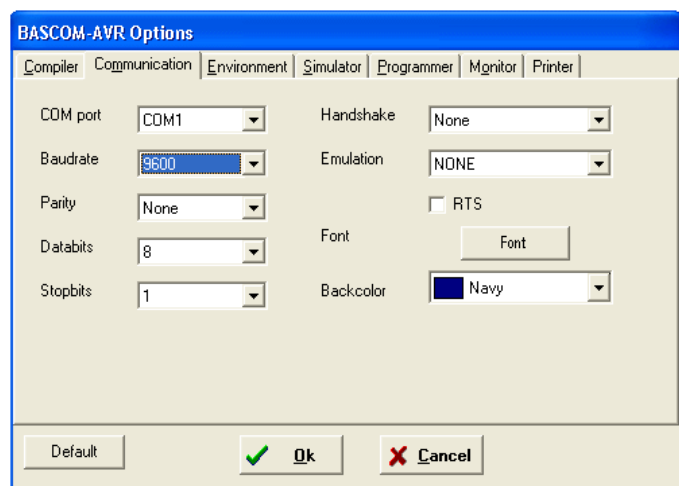 BASCOM-AVR Options
Compiler Communication Environment Simulator Programmer Monitor Printer
COM port COM1 Handshake None
Baudrate 9600 Emulation NONE
Parity None RTS
Databits 8 Font Font
Stopbits 1 Backcolor Navy
Default Ok Cancel